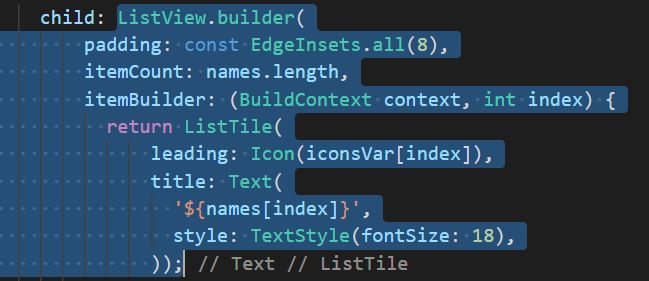 child: ListView.builder(
padding: const EdgeInsets.all(8),
itemCount: names.length,
itemBuilder: (BuildContext context, int index) {
return ListTile(
leading: Icon(iconsVar[index]),
title: Text(
'${names[index]}',
style: TextStyle(fontSize: 18),
)); // Text // ListTile